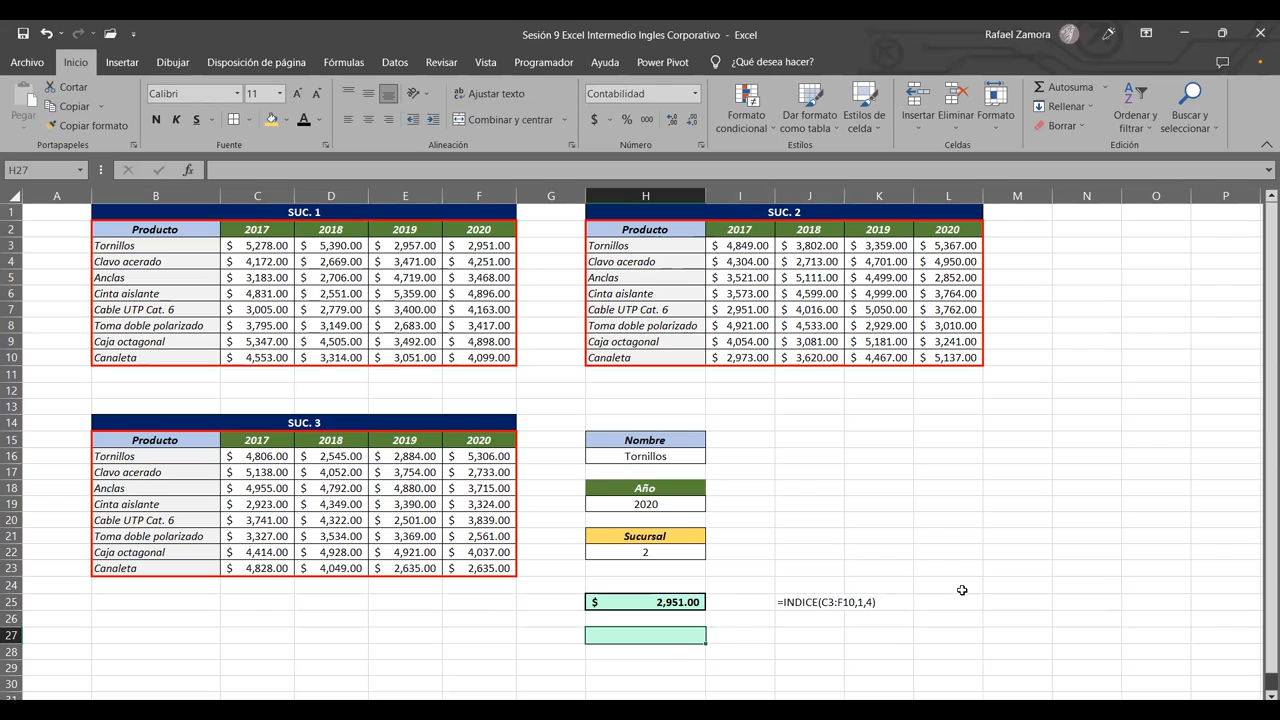 Sesión 9 Excel Intermedio Ingles Corporativo - Excel
Rafael Zamora
Archivo Inicio Insertar Dibujar Disposición de página Fórmulas Datos Revisar Vista Programador Ayuda Power Pivot ¿Qué desea hacer?
Pegar
Cortar
Copiar
Copiar formato
Portapapeles
Calibri 11
N K S
Fuente
Ajustar texto
Combinar y centrar
Alineación
Contabilidad
$ % 000
Número
Formato condicional
Dar formato como tabla
Estilos de celda
Estilos
Insertar Eliminar Formato
Celdas
Autosuma
Rellenar
Borrar
Ordenar y filtrar
Buscar y seleccionar
Edición
H27 fx
A B C D E F G H I J K L M N O P
1 SUC. 1 SUC. 2
2 Producto 2017 2018 2019 2020 Producto 2017 2018 2019 2020
3 Tornillos $ 5,278.00 $ 5,390.00 $ 2,957.00 $ 2,951.00 Tornillos $ 4,849.00 $ 3,802.00 $ 3,359.00 $ 5,367.00
4 Clavo acerado $ 4,172.00 $ 2,669.00 $ 3,471.00 $ 4,251.00 Clavo acerado $ 4,304.00 $ 2,713.00 $ 4,701.00 $ 4,950.00
5 Anclas $ 3,183.00 $ 2,706.00 $ 4,719.00 $ 3,468.00 Anclas $ 3,521.00 $ 5,111.00 $ 4,499.00 $ 2,852.00
6 Cinta aislante $ 4,831.00 $ 2,551.00 $ 5,359.00 $ 4,896.00 Cinta aislante $ 3,573.00 $ 4,599.00 $ 4,999.00 $ 3,764.00
7 Cable UTP Cat. 6 $ 3,005.00 $ 2,779.00 $ 3,400.00 $ 4,163.00 Cable UTP Cat. 6 $ 2,951.00 $ 4,016.00 $ 5,050.00 $ 3,762.00
8 Toma doble polarizado $ 3,795.00 $ 3,149.00 $ 2,683.00 $ 3,417.00 Toma doble polarizado $ 4,921.00 $ 4,533.00 $ 2,929.00 $ 3,010.00
9 Caja octagonal $ 5,347.00 $ 4,505.00 $ 3,492.00 $ 4,898.00 Caja octagonal $ 4,054.00 $ 3,081.00 $ 5,181.00 $ 3,241.00
10 Canaleta $ 4,553.00 $ 3,314.00 $ 3,051.00 $ 4,099.00 Canaleta $ 2,973.00 $ 3,620.00 $ 4,467.00 $ 5,137.00
11
12
13
14 SUC. 3
15 Producto 2017 2018 2019 2020 Nombre
16 Tornillos $ 4,806.00 $ 2,545.00 $ 2,884.00 $ 5,306.00 Tornillos
17 Clavo acerado $ 5,138.00 $ 4,052.00 $ 3,754.00 $ 2,733.00
18 Anclas $ 4,955.00 $ 4,792.00 $ 4,880.00 $ 3,715.00 Año
19 Cinta aislante $ 2,923.00 $ 4,349.00 $ 3,390.00 $ 3,324.00 2020
20 Cable UTP Cat. 6 $ 3,741.00 $ 4,322.00 $ 2,501.00 $ 3,839.00
21 Toma doble polarizado $ 3,327.00 $ 3,534.00 $ 3,369.00 $ 2,561.00 Sucursal
22 Caja octagonal $ 4,414.00 $ 4,928.00 $ 4,921.00 $ 4,037.00 2
23 Canaleta $ 4,828.00 $ 4,049.00 $ 2,635.00 $ 2,635.00
24
25 $ 2,951.00 =INDICE(C3:F10,1,4)
26
27
28
29
30
31